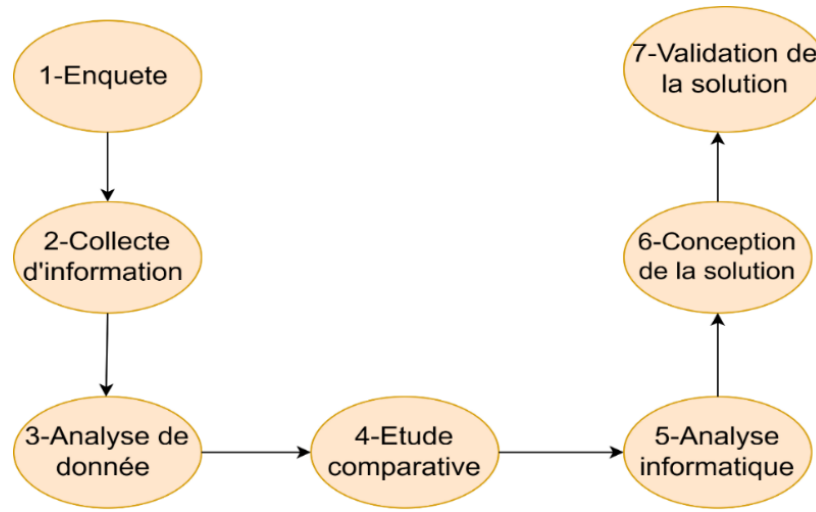 1-Enquete
2-Collecte
d'information
3-Analyse de
donnée
4-Etude
comparative
5-Analyse
informatique
6-Conception
de la solution
7-Validation de
la solution